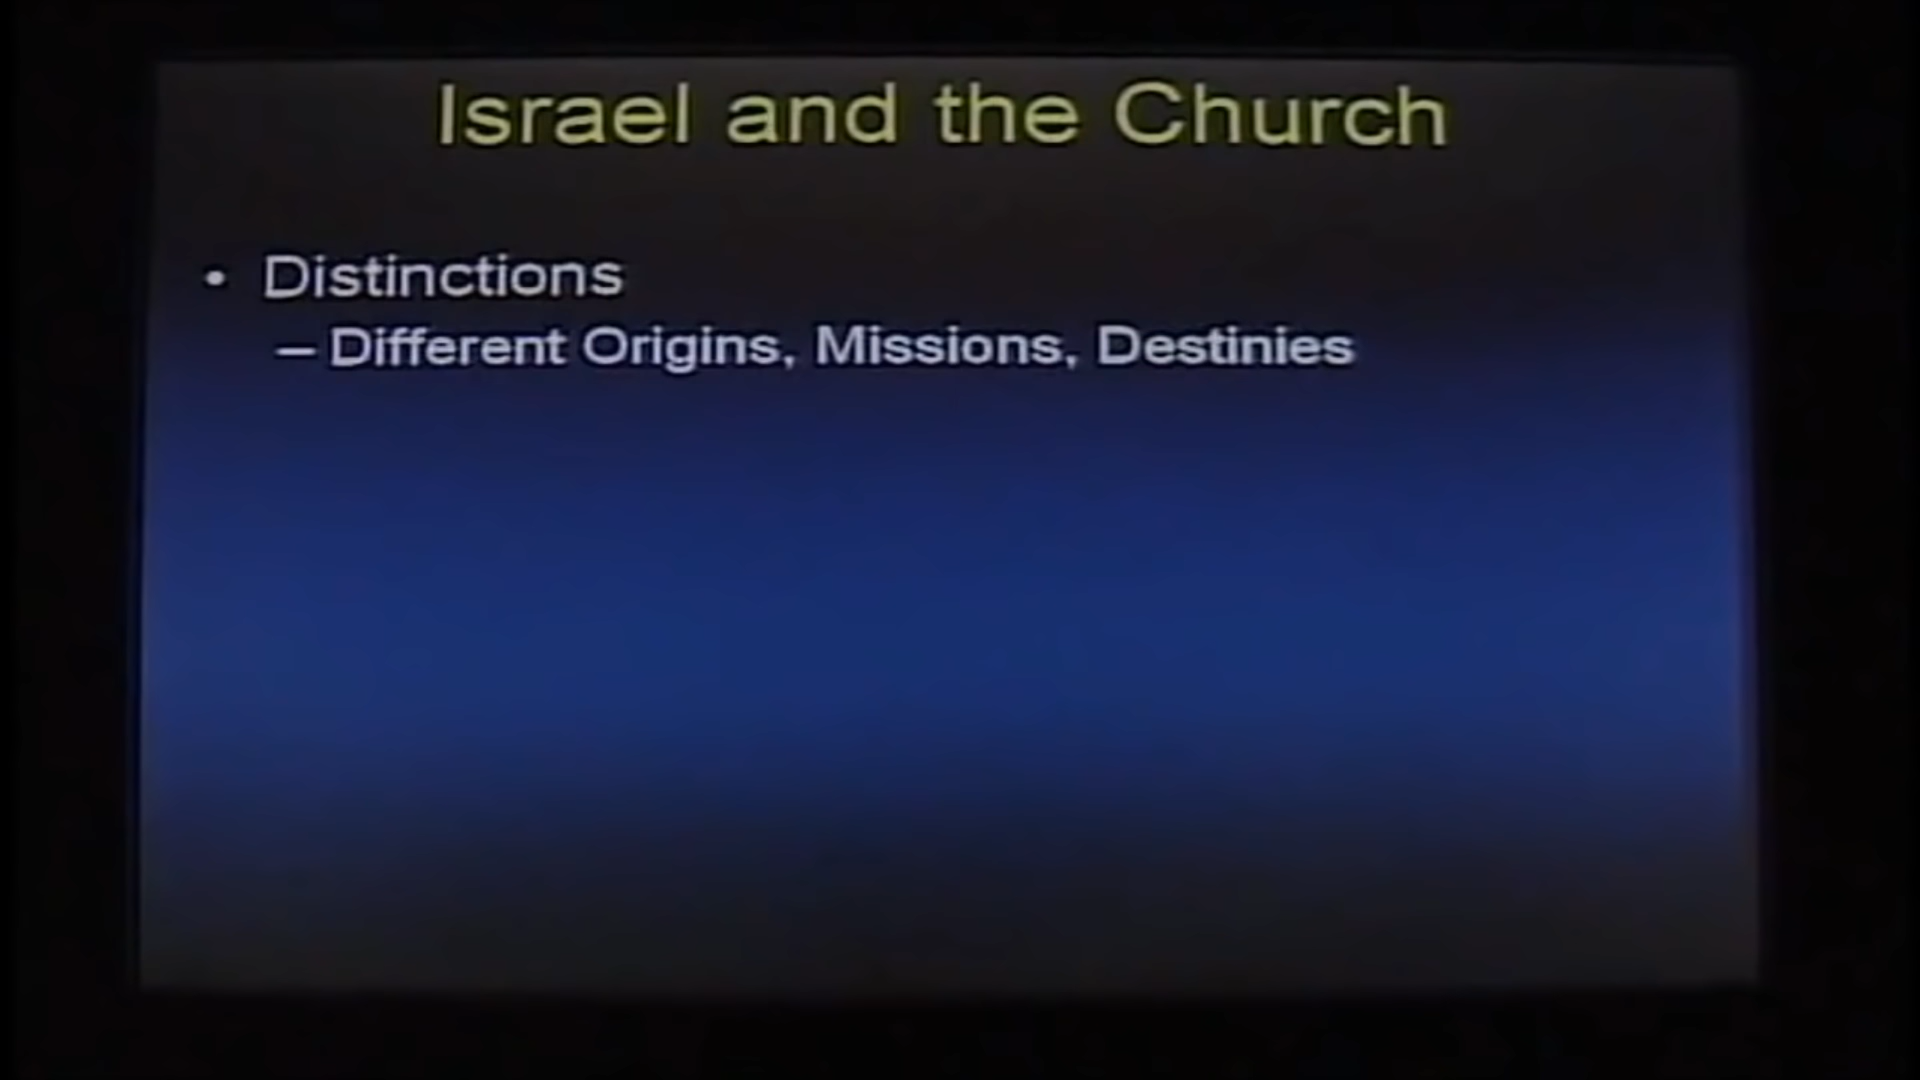 Israel and the Church
• Distinctions
– Different Origins, Missions, Destinies